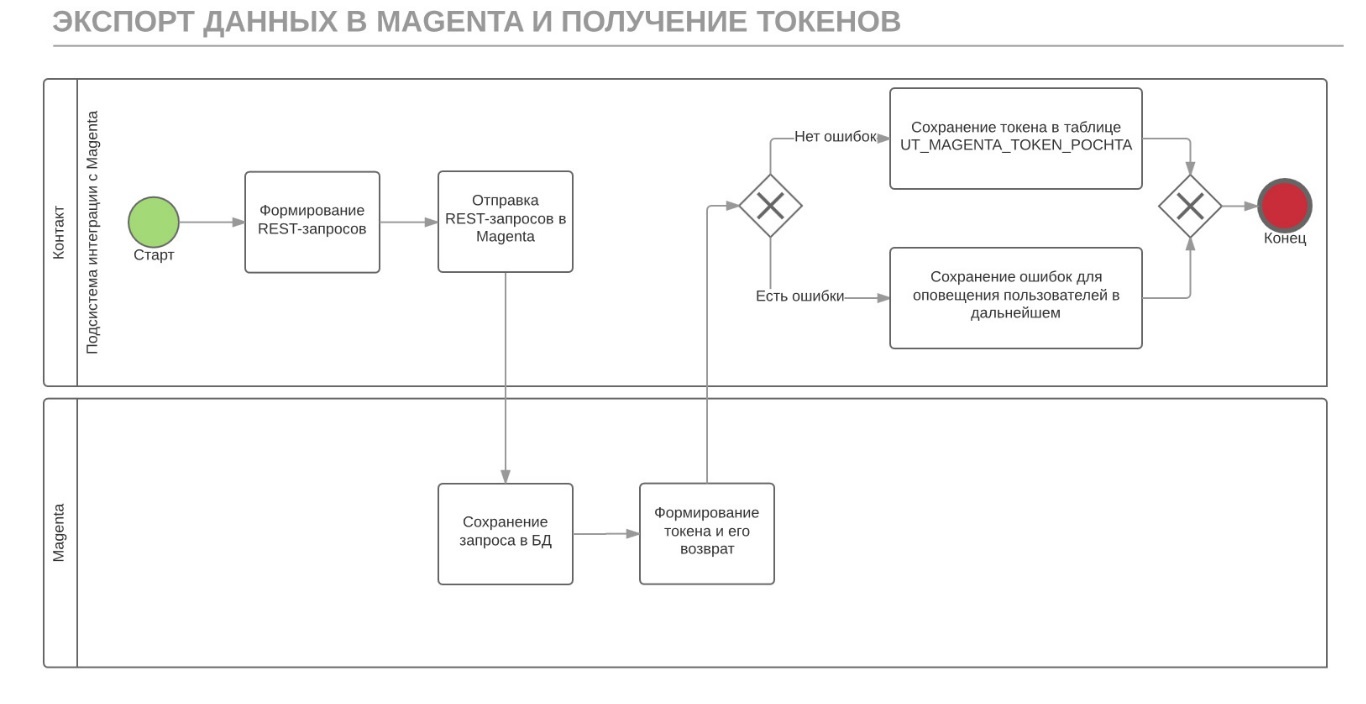 ЭКСПОРТ ДАННЫХ В MAGENTA И ПОЛУЧЕНИЕ ТОКЕНОВ
Контакт
Подсистема интеграции с Magenta
Старт
Формирование
REST-запросов
Отправка
REST-запросов в
Magenta
Нет ошибок
Сохранение токена в таблице
UT_MAGENTA_TOKEN_POCHTA
Есть ошибки
Сохранение ошибок для
оповещения пользователей в
дальнейшем
Конец
Magenta
Сохранение
запроса в БД
Формирование
токена и его
возврат